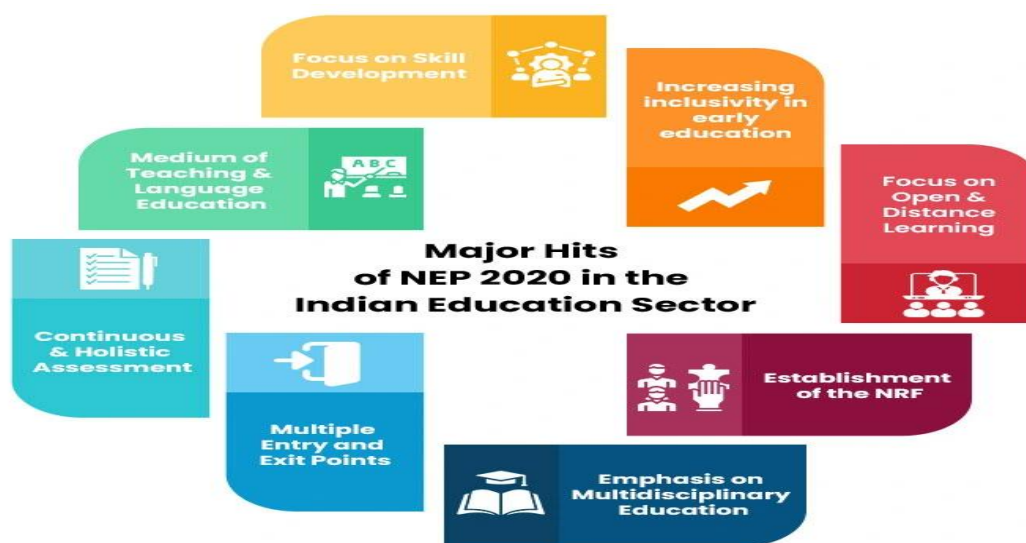 Focus on Skill
Development
Increasing
inclusivity in
early
education
Medium of
Teaching &
Language
Education
ABC
Focus on
Open &
Distance
Learning
Major Hits
of NEP 2020 in the
Indian Education Sector
Continuous
& Holistic
Assessment
Multiple
Entry and
Exit Points
Establishment
of the NRF
Emphasis on
Multidisciplinary
Education